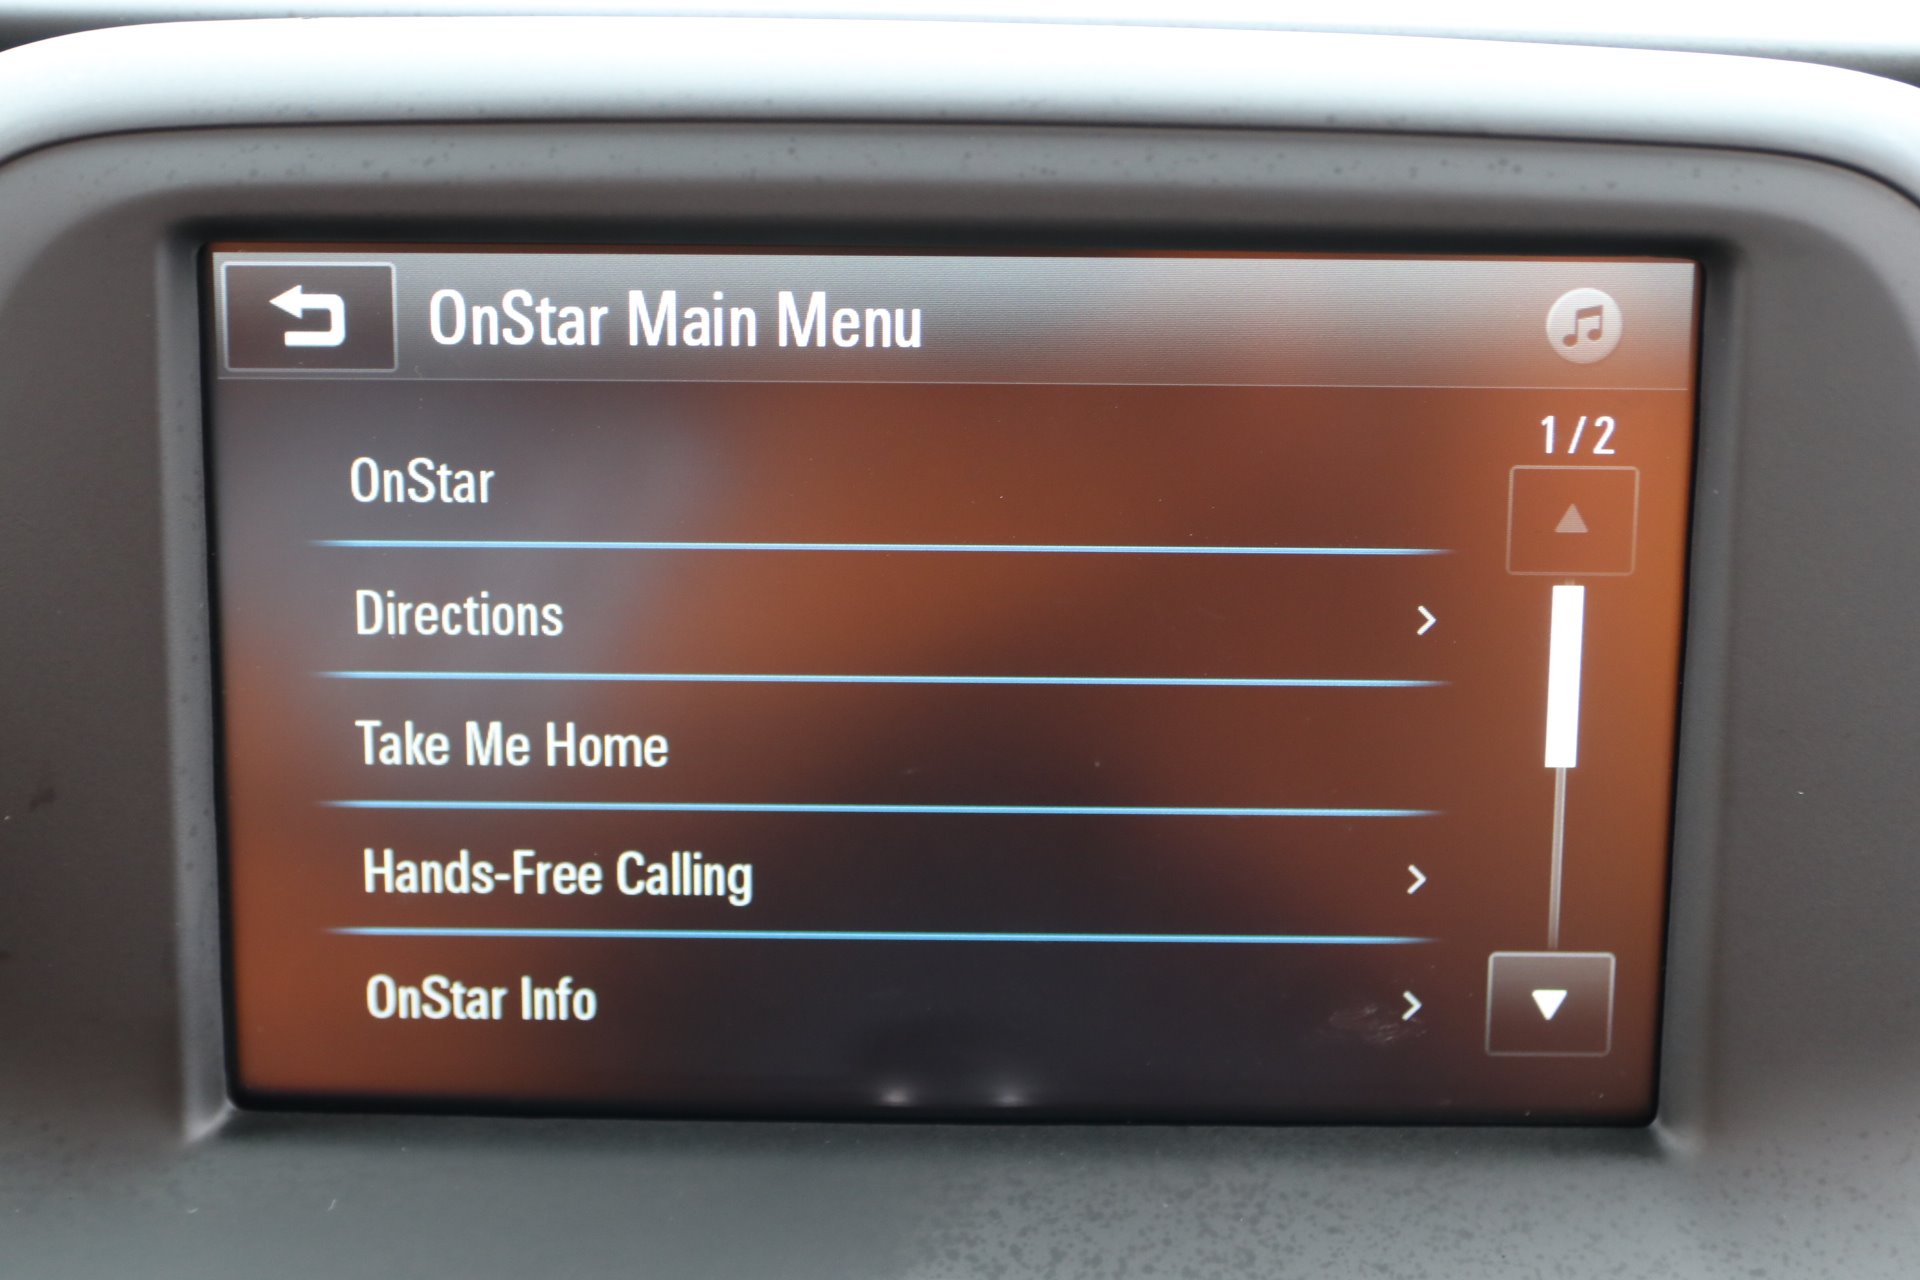 OnStar Main Menu
1/2
OnStar
Directions
Take Me Home
Hands-Free Calling
OnStar Info